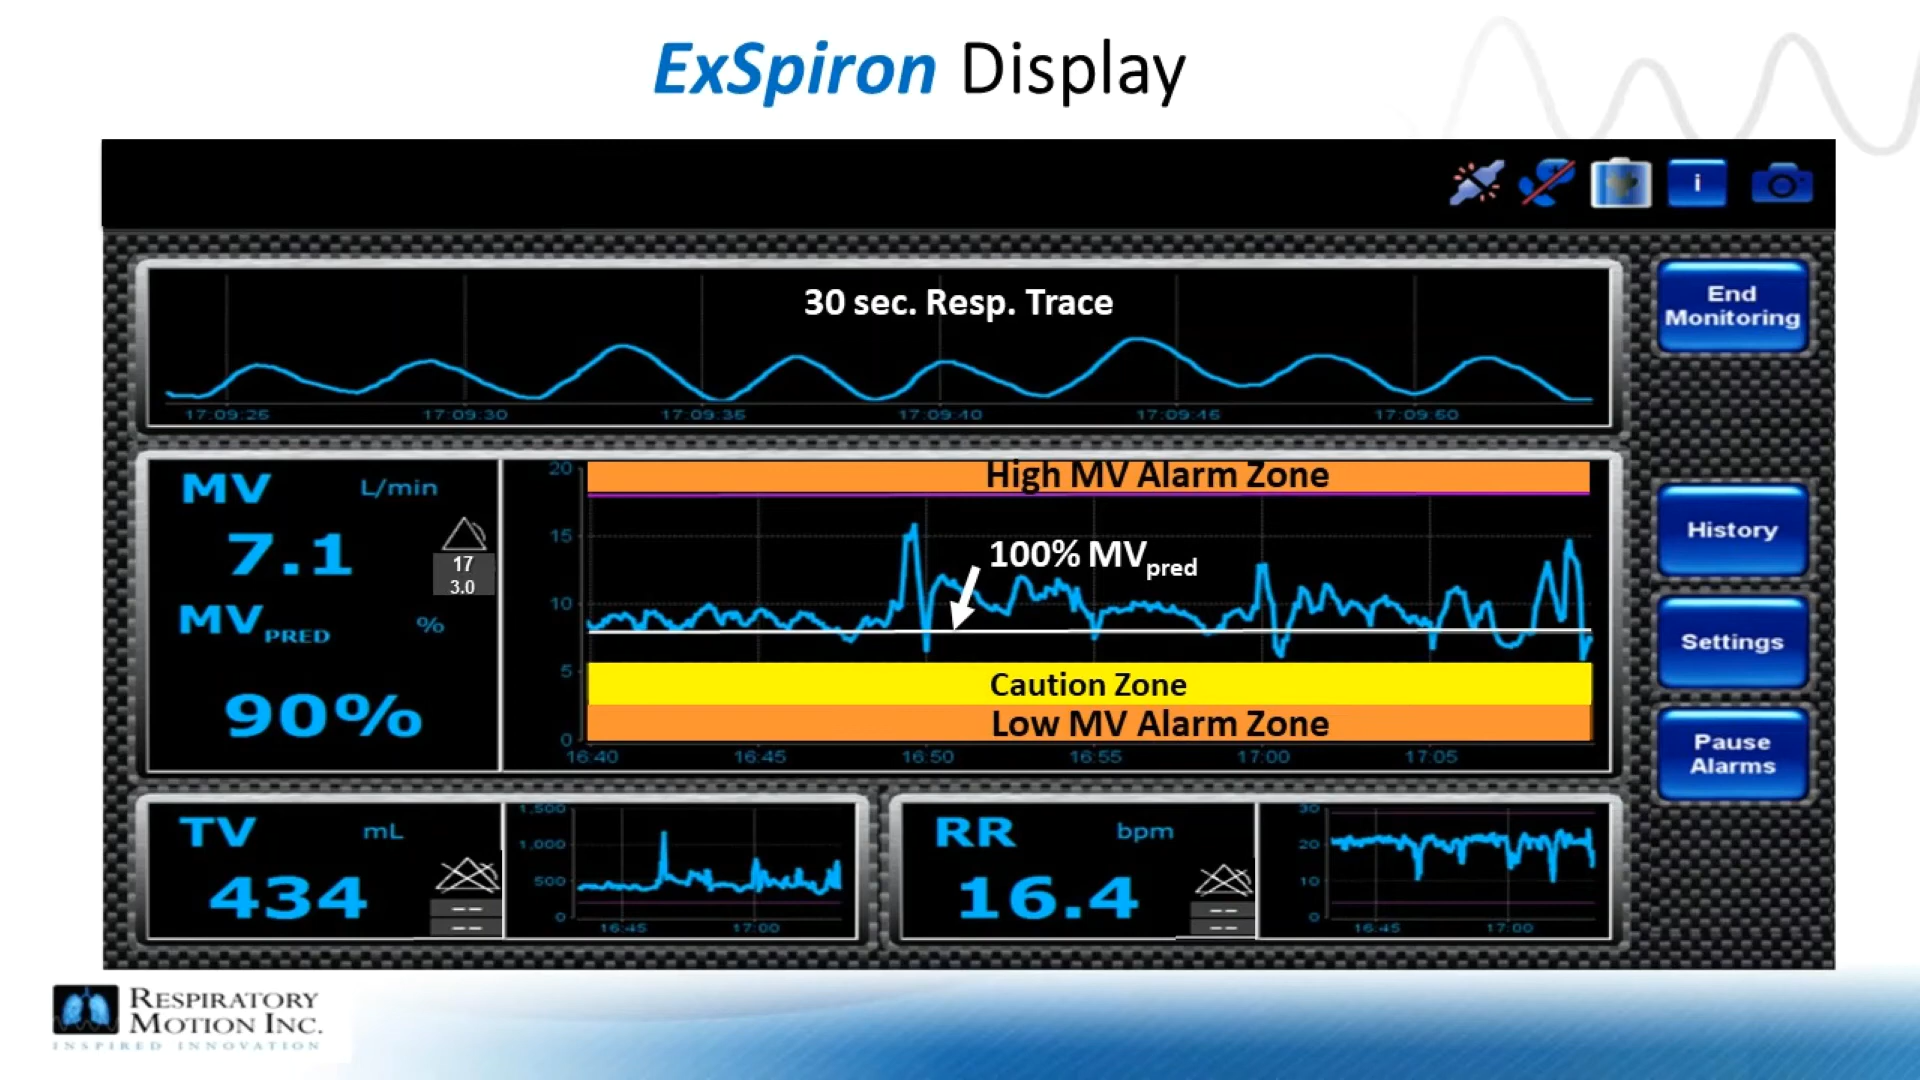 ExSpiron Display
i
End
Monitoring
30 sec. Resp. Trace
17:09:25 17:09:30 17:09:35 17:09:40 17:09:45 17:09:50
MV L/min
7.1
17
3.0
MV PRED %
90%
20
15
10
5
0
High MV Alarm Zone
100% MVpred
Caution Zone
Low MV Alarm Zone
16:40 16:45 16:50 16:55 17:00 17:05
History
Settings
Pause
Alarms
TV mL
434
-- 
--
1,500
1,000
500
0
16:45 17:00
RR bpm
16.4
--
--
30
20
10
0
16:45 17:00
RESPIRATORY
MOTION INC.
INSPIRED INNOVATION